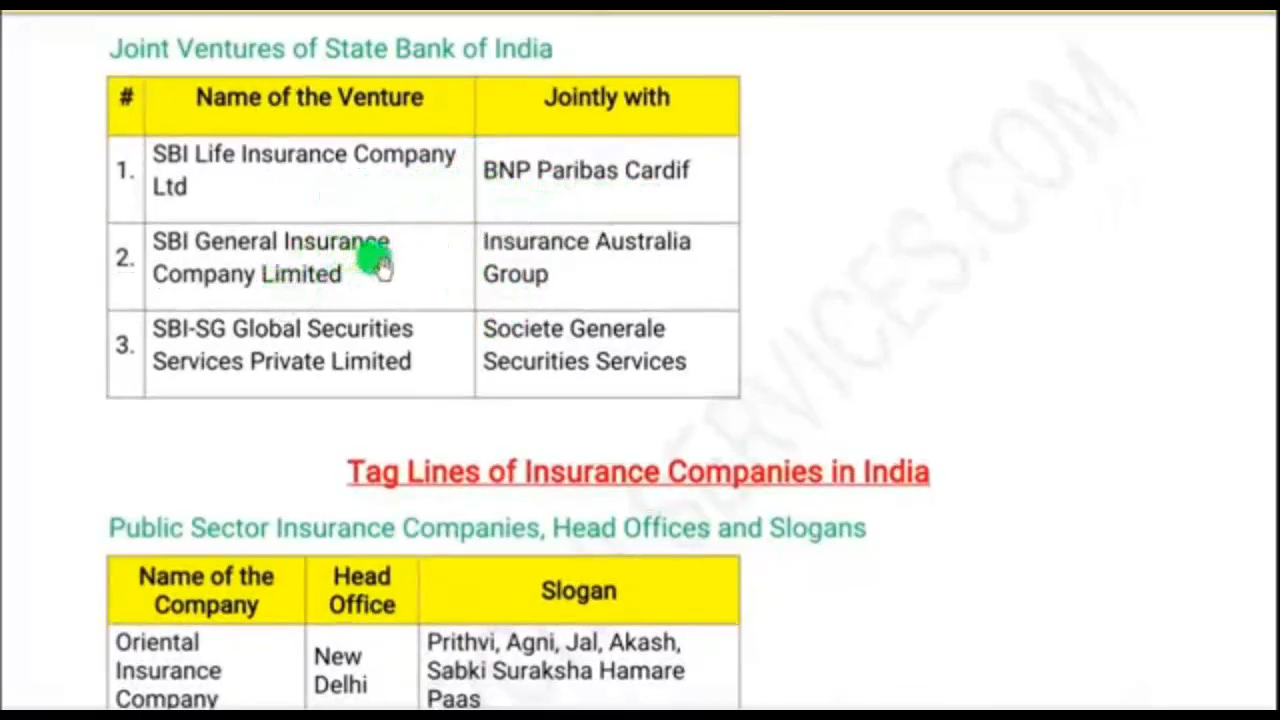 Joint Ventures of State Bank of India
# Name of the Venture Jointly with
1. SBI Life Insurance Company
Ltd
BNP Paribas Cardif
2. SBI General Insurance
Company Limited
Insurance Australia
Group
3. SBI-SG Global Securities
Services Private Limited
Societe Generale
Securities Services
Tag Lines of Insurance Companies in India
Public Sector Insurance Companies, Head Offices and Slogans
Name of the
Company
Head
Office
Slogan
Oriental
Insurance
Company
New
Delhi
Prithvi, Agni, Jal, Akash,
Sabki Suraksha Hamare
Paas
SERVICES.COM